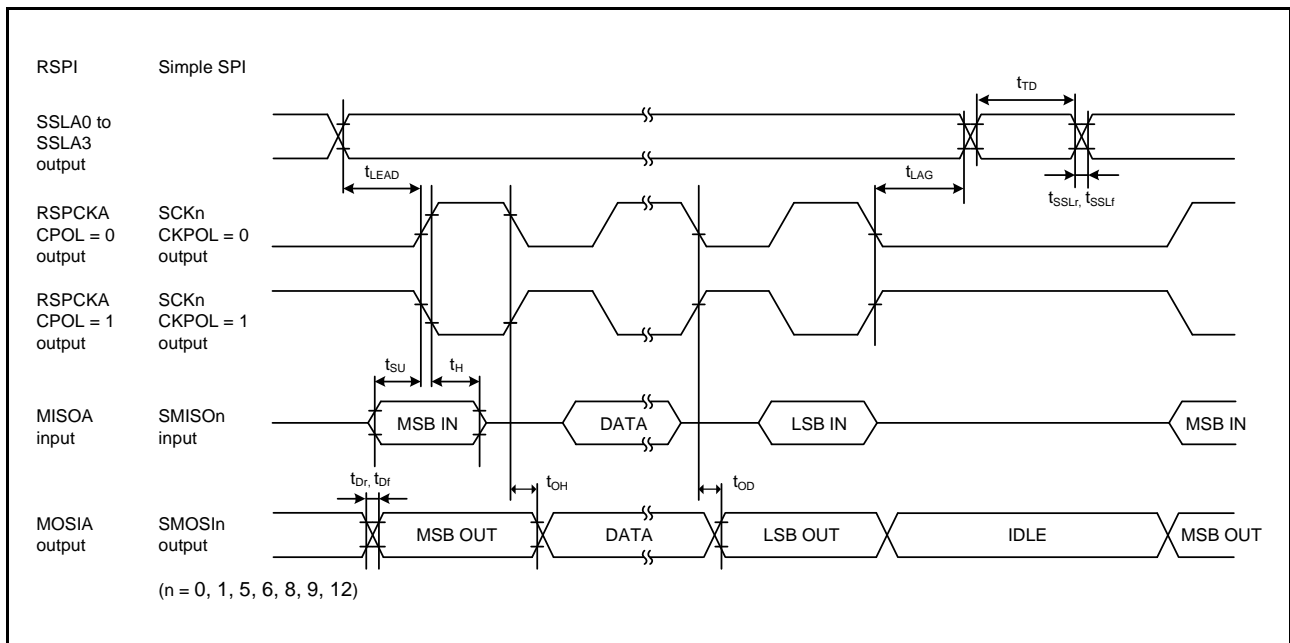 RSPI Simple SPI
tTD
SSLA0 to
SSLA3
output
tLEAD
tLAG
tSSLr, tSSLf
RSPCKA SCKn
CPOL = 0 CKPOL = 0
output output
RSPCKA SCKn
CPOL = 1 CKPOL = 1
output output
tSU tH
MISOA SMISOn
input input
MSB IN DATA LSB IN MSB IN
tDr, tDf tOH tOD
MOSIA SMOSIn
output output
MSB OUT DATA LSB OUT IDLE MSB OUT
(n = 0, 1, 5, 6, 8, 9, 12)